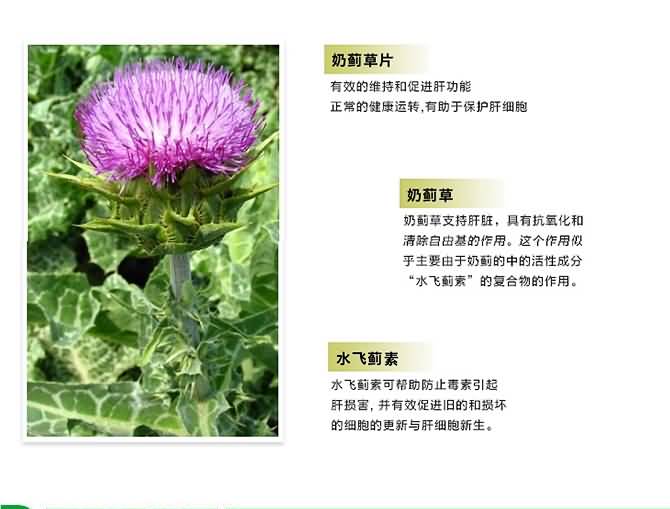 奶蓟草片
有效的维持和促进肝功能
正常的健康运转,有助于保护肝细胞
奶蓟草
奶蓟草支持肝脏，具有抗氧化和
清除自由基的作用。这个作用似
乎主要由于奶蓟的中的活性成分
“水飞蓟素”的复合物的作用。
水飞蓟素
水飞蓟素可帮助防止毒素引起
肝损害, 并有效促进旧的和损坏
的细胞的更新与肝细胞新生。